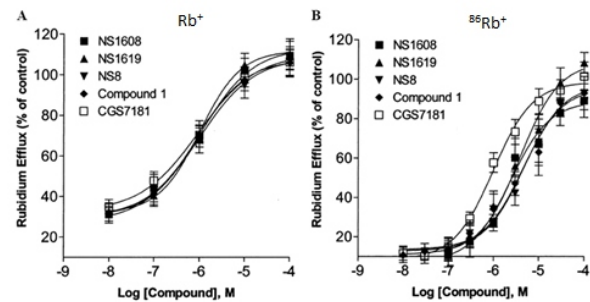 A
Rb+
NS1608
NS1619
NS8
Compound 1
CGS7181
Rubidium Efflux (% of control)
120
100
80
60
40
20
-9 -8 -7 -6 -5 -4
Log [Compound], M
B
86Rb+
NS1608
NS1619
NS8
Compound 1
CGS7181
Rubidium Efflux (% of control)
120
100
80
60
40
20
-9 -8 -7 -6 -5 -4
Log [Compound], M